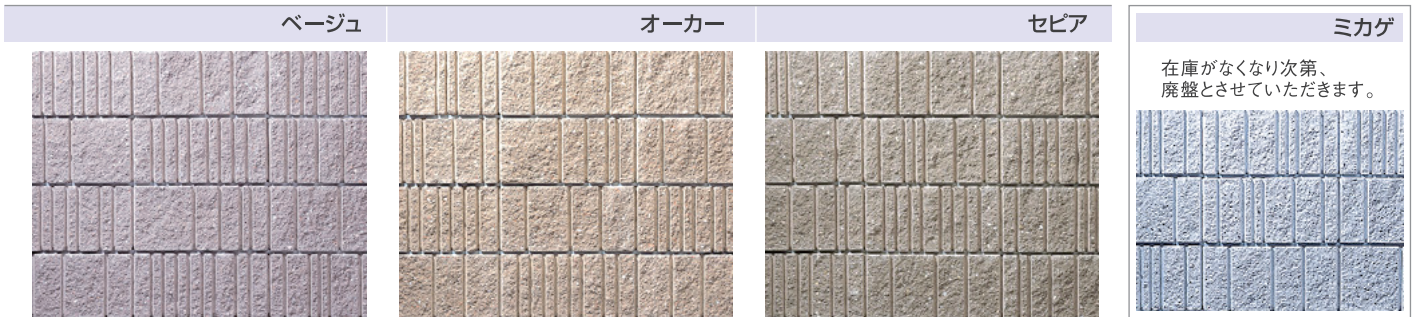 ベージュ
オーカー
セピア
ミカゲ
在庫がなくなり次第、
廃盤とさせていただきます。